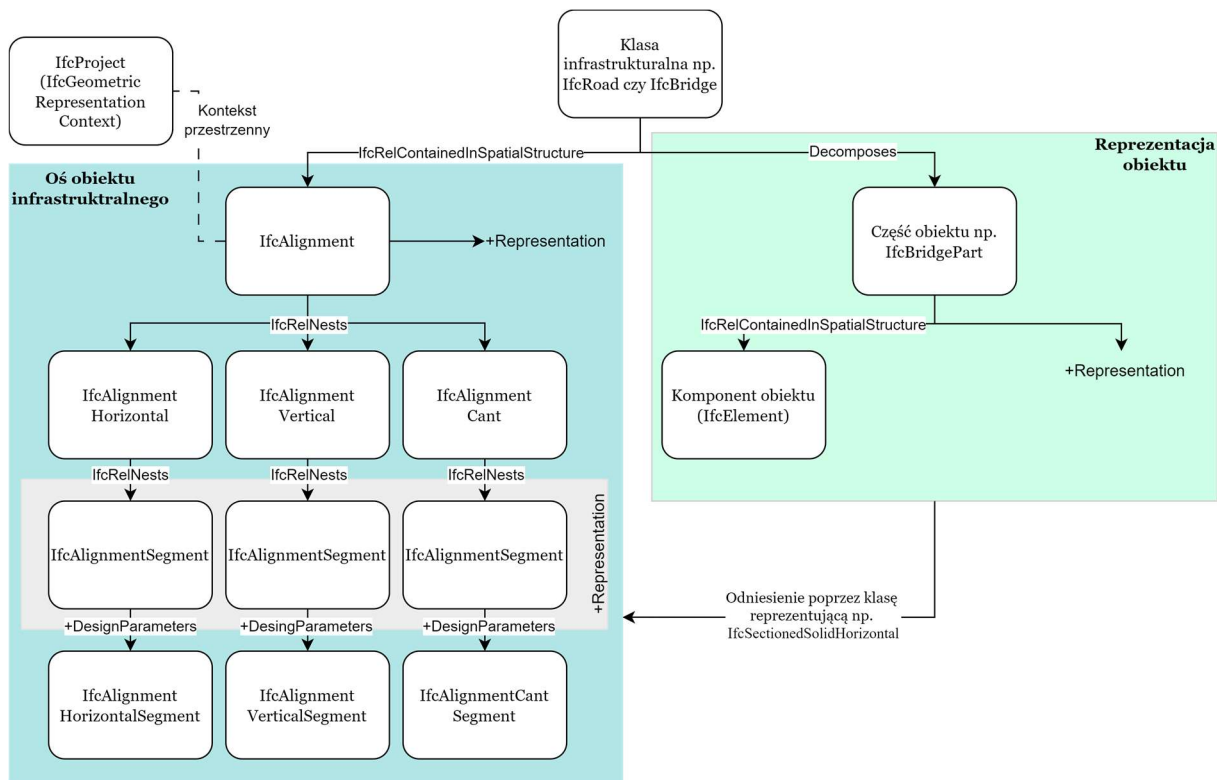 IfcProject
(IfcGeometric
Representation
Context)
Klasa
infrastrukturalna np.
IfcRoad czy IfcBridge
Kontekst
przestrzenny
IfcRelContainedInSpatialStructure
Decomposes
Reprezentacja
obiektu
Oś obiektu
infrastruktralnego
IfcAlignment
+Representation
Część obiektu np.
IfcBridgePart
IfcRelNests
IfcRelContainedInSpatialStructure
+Representation
IfcAlignment
Horizontal
IfcAlignment
Vertical
IfcAlignment
Cant
Komponent obiektu
(IfcElement)
IfcRelNests
IfcRelNests
IfcRelNests
IfcAlignmentSegment
IfcAlignmentSegment
IfcAlignmentSegment
+Representation
+DesignParameters
+DesingParameters
+DesignParameters
Odniesienie poprzez klasę
reprezentującą np.
IfcSectionedSolidHorizontal
IfcAlignment
HorizontalSegment
IfcAlignment
VerticalSegment
IfcAlignmentCant
Segment